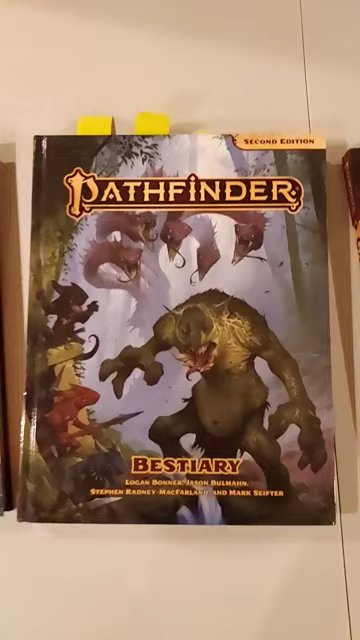 SECOND EDITION
PATHFINDER
BESTIARY
LOGAN BONNER, JASON BULMAHN,
STEPHEN RADNEY-MACFARLAND, AND MARK SEIFTER